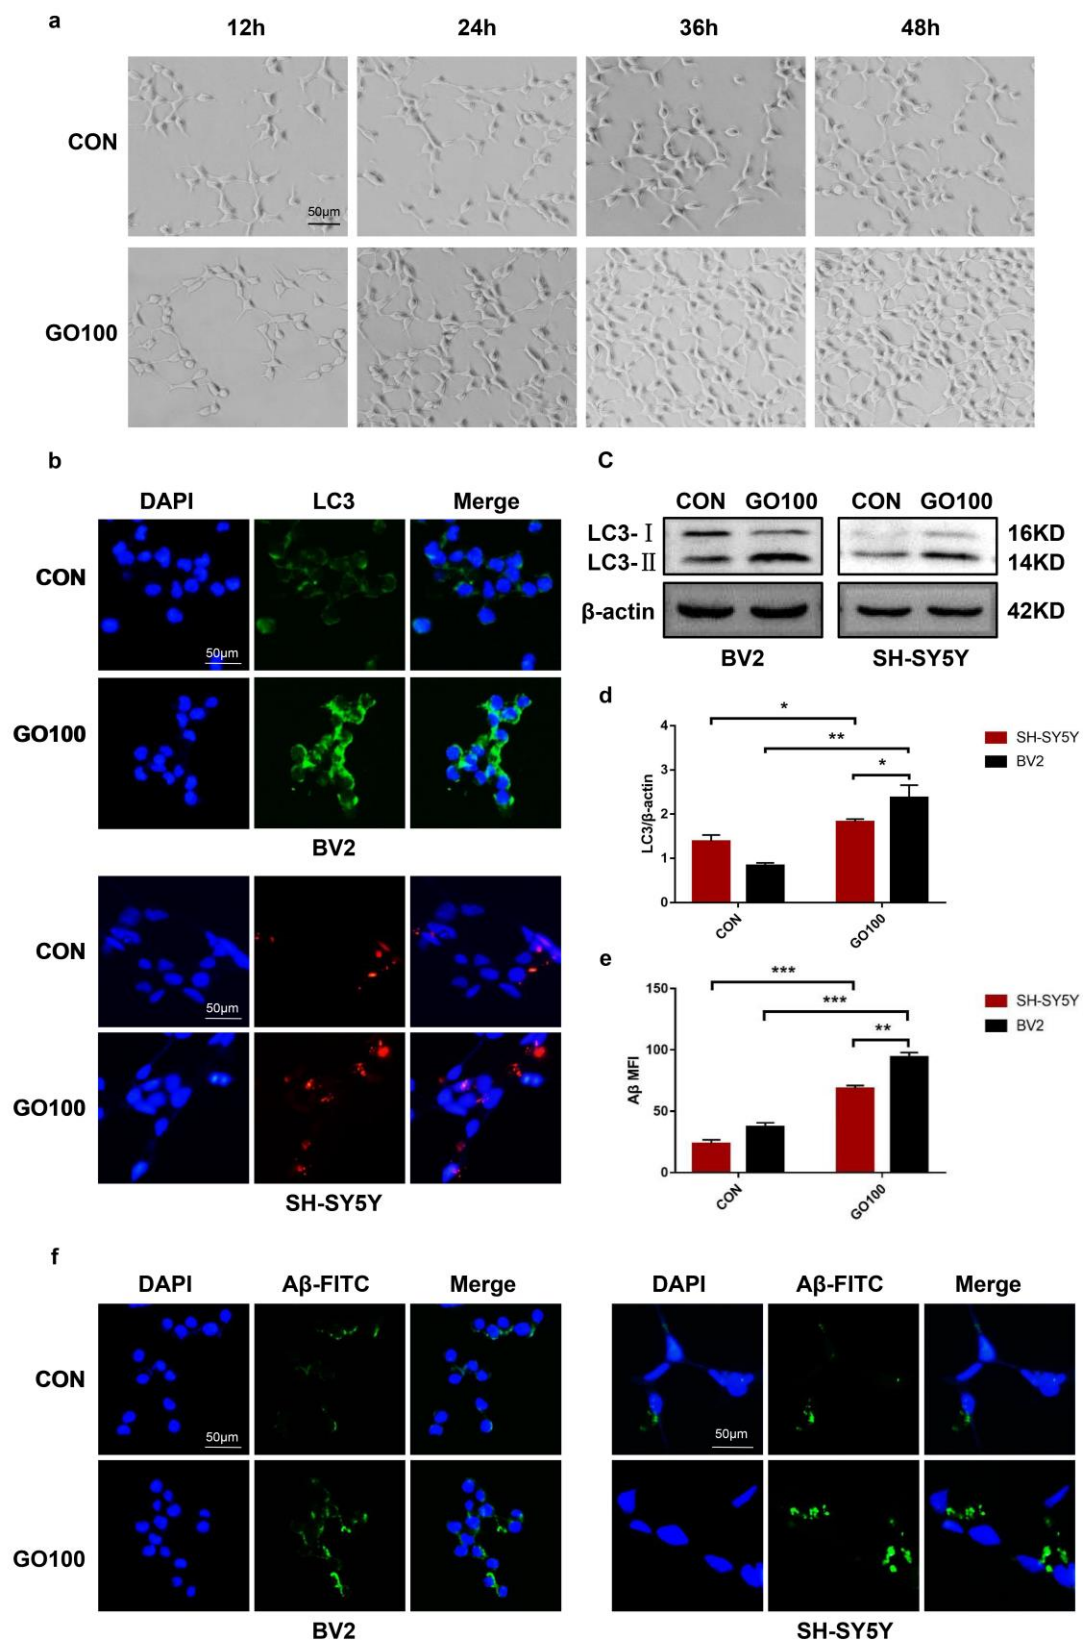 a
12h 24h 36h 48h
CON
50μm
GO100
b
DAPI LC3 Merge
CON
50μm
GO100
BV2
CON
50μm
GO100
SH-SY5Y
C
CON GO100 CON GO100
LC3-Ⅰ 16KD
LC3-Ⅱ 14KD
β-actin 42KD
BV2 SH-SY5Y
d
*
**
*
4
3
2
1
0
LC3/β-actin
CON GO100
SH-SY5Y
BV2
e
***
***
**
150
100
50
0
Aβ MFI
CON GO100
SH-SY5Y
BV2
f
DAPI Aβ-FITC Merge DAPI Aβ-FITC Merge
CON
50μm 50μm
GO100
BV2 SH-SY5Y